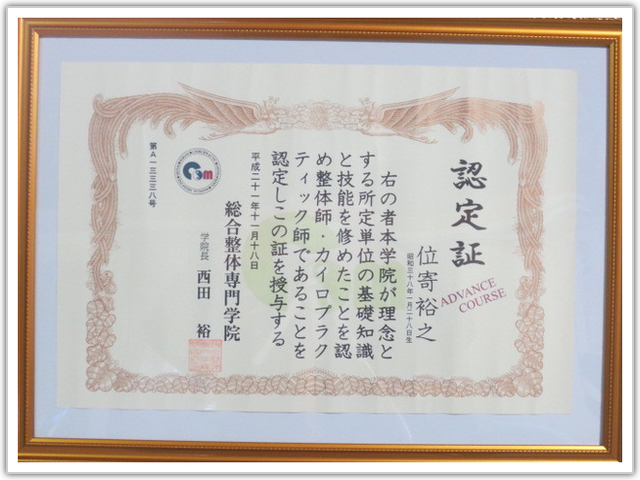 認定証
ADVANCE
COURSE
位寄裕之
昭和三十八年一月二十八日生
右の者本学院が理念と
する所定単位の基礎知識
と技能を修めたことを認
め整体師・カイロプラク
ティック師であることを
認定しこの証を授与する
平成二十一年十一月十八日
総合整体専門学院
学院長 西田 裕
第A一三三三八号